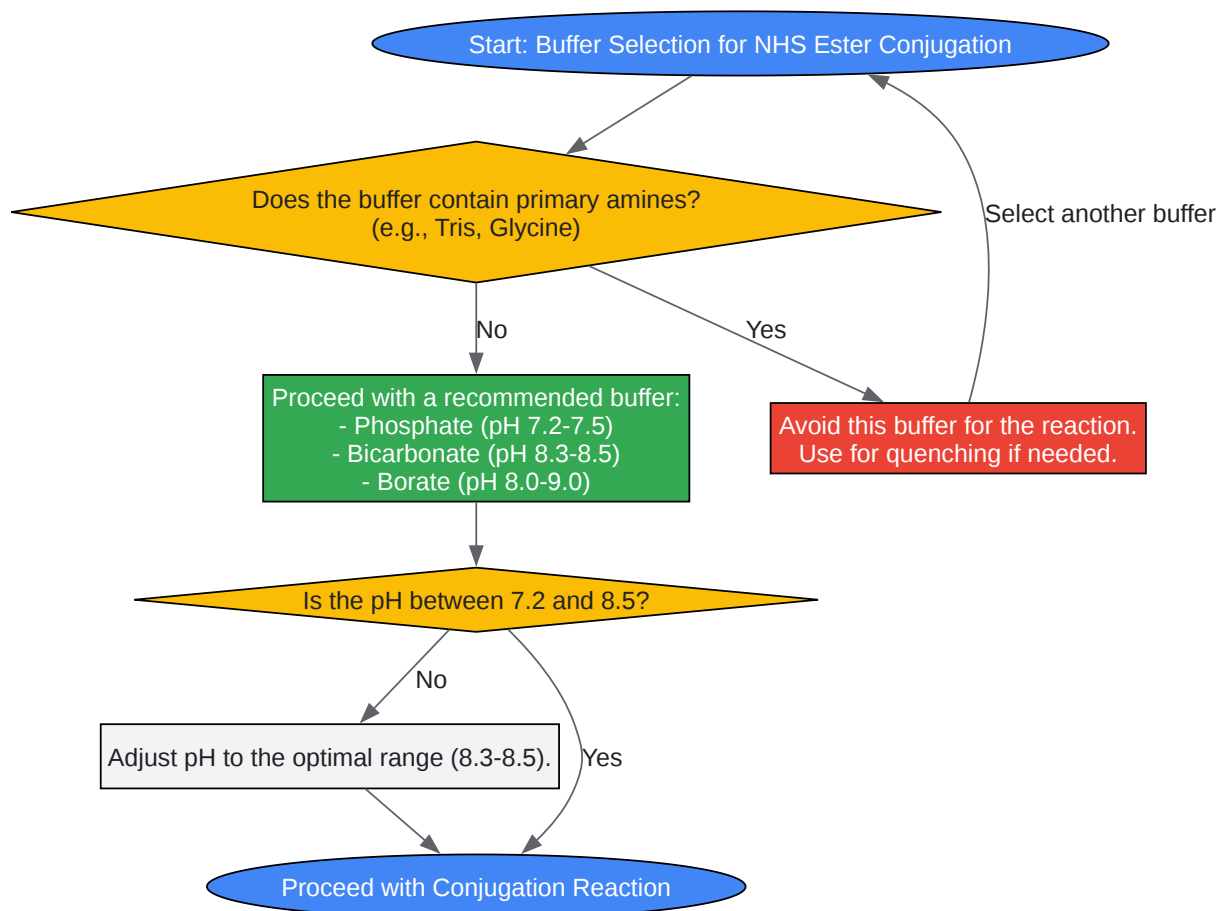 Start: Buffer Selection for NHS Ester Conjugation
Does the buffer contain primary amines?
(e.g., Tris, Glycine)
Select another buffer
No
Yes
Proceed with a recommended buffer:
- Phosphate (pH 7.2-7.5)
- Bicarbonate (pH 8.3-8.5)
- Borate (pH 8.0-9.0)
Avoid this buffer for the reaction.
Use for quenching if needed.
Is the pH between 7.2 and 8.5?
No
Adjust pH to the optimal range (8.3-8.5).
Yes
Proceed with Conjugation Reaction